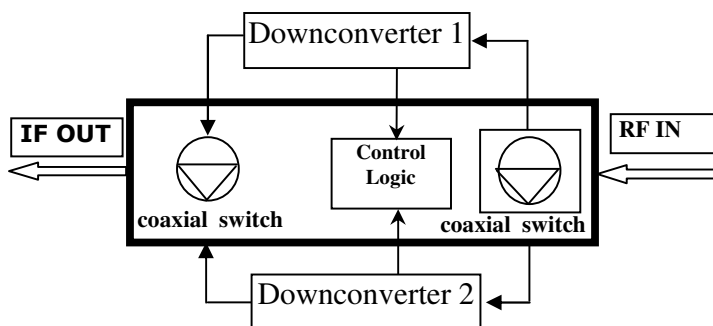 Downconverter 1
IF OUT
RF IN
Control
Logic
coaxial switch
coaxial switch
Downconverter 2